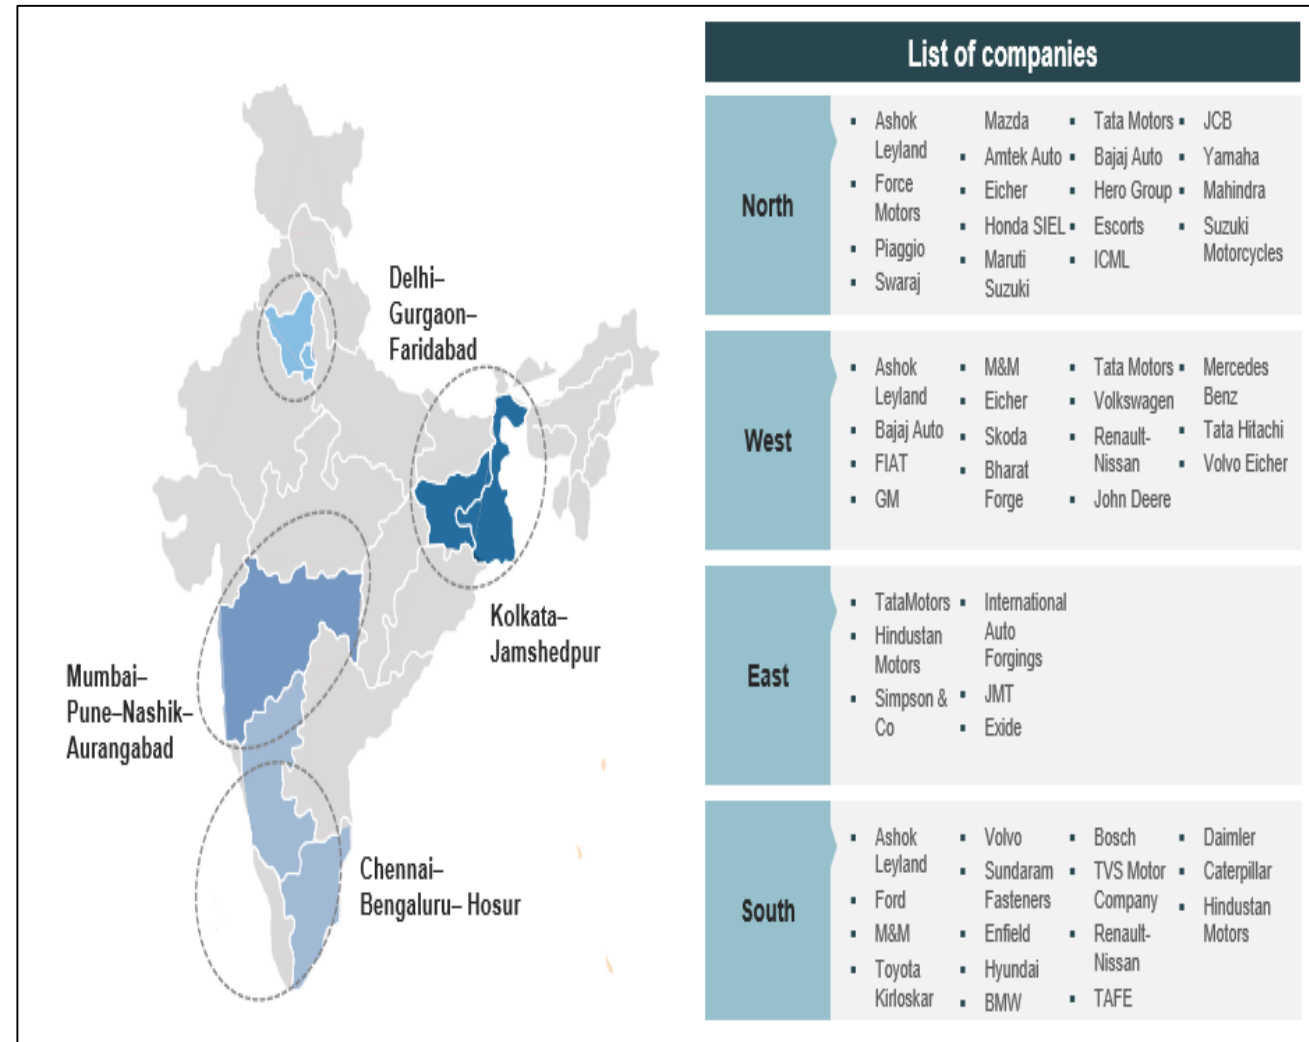 List of companies
Delhi–
Gurgaon–
Faridabad
Kolkata–
Jamshedpur
Mumbai–
Pune–Nashik–
Aurangabad
Chennai–
Bengaluru– Hosur
North
▪ Ashok
Leyland
▪ Force
Motors
▪ Piaggio
▪ Swaraj
Mazda
▪ Amtek Auto
▪ Eicher
▪ Honda SIEL
▪ Maruti
Suzuki
▪ Tata Motors
▪ Bajaj Auto
▪ Hero Group
▪ Escorts
▪ ICML
▪ JCB
▪ Yamaha
▪ Mahindra
▪ Suzuki
Motorcycles
West
▪ Ashok
Leyland
▪ Bajaj Auto
▪ FIAT
▪ GM
▪ M&M
▪ Eicher
▪ Skoda
▪ Bharat
Forge
▪ Tata Motors
▪ Volkswagen
▪ Renault-
Nissan
▪ John Deere
▪ Mercedes
Benz
▪ Tata Hitachi
▪ Volvo Eicher
East
▪ TataMotors
▪ Hindustan
Motors
▪ Simpson &
Co
▪ International
Auto
Forgings
▪ JMT
▪ Exide
South
▪ Ashok
Leyland
▪ Ford
▪ M&M
▪ Toyota
Kirloskar
▪ Volvo
▪ Sundaram
Fasteners
▪ Enfield
▪ Hyundai
▪ BMW
▪ Bosch
▪ TVS Motor
Company
▪ Renault-
Nissan
▪ TAFE
▪ Daimler
▪ Caterpillar
▪ Hindustan
Motors